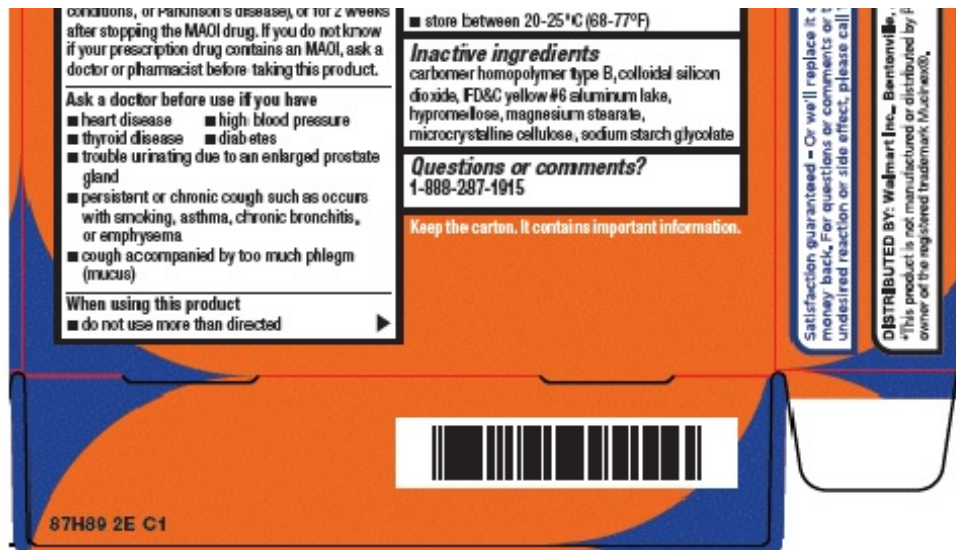 conditions, or Parkinson's disease), or for 2 weeks
after stopping the MAOI drug. If you do not know
if your prescription drug contains an MAOI, ask a
doctor or pharmacist before taking this product.
Ask a doctor before use if you have
■ heart disease ■ high blood pressure
■ thyroid disease ■ diabetes
■ trouble urinating due to an enlarged prostate
gland
■ persistent or chronic cough such as occurs
with smoking, asthma, chronic bronchitis,
or emphysema
■ cough accompanied by too much phlegm
(mucus)
When using this product
■ do not use more than directed
■ store between 20-25°C (68-77°F)
Inactive ingredients
carbomer homopolymer type B, colloidal silicon
dioxide, FD&C yellow #6 aluminum lake,
hypromellose, magnesium stearate,
microcrystalline cellulose, sodium starch glycolate
Questions or comments?
1-888-287-1915
Keep the carton. It contains important information.
Satisfaction guaranteed – Or we'll replace it
money back. For questions or comments or
undesired reaction or side effect, please call
DISTRIBUTED BY: Walmart Inc., Bentonville,
*This product is not manufactured or distributed by
owner of the registered trademark Mucinex®.
87H89 2E C1